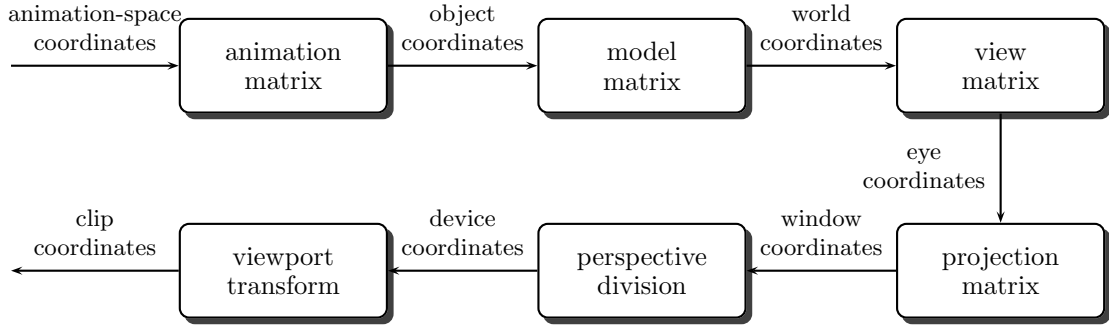 animation-space
coordinates
animation
matrix
object
coordinates
model
matrix
world
coordinates
view
matrix
eye
coordinates
projection
matrix
window
coordinates
perspective
division
device
coordinates
viewport
transform
clip
coordinates